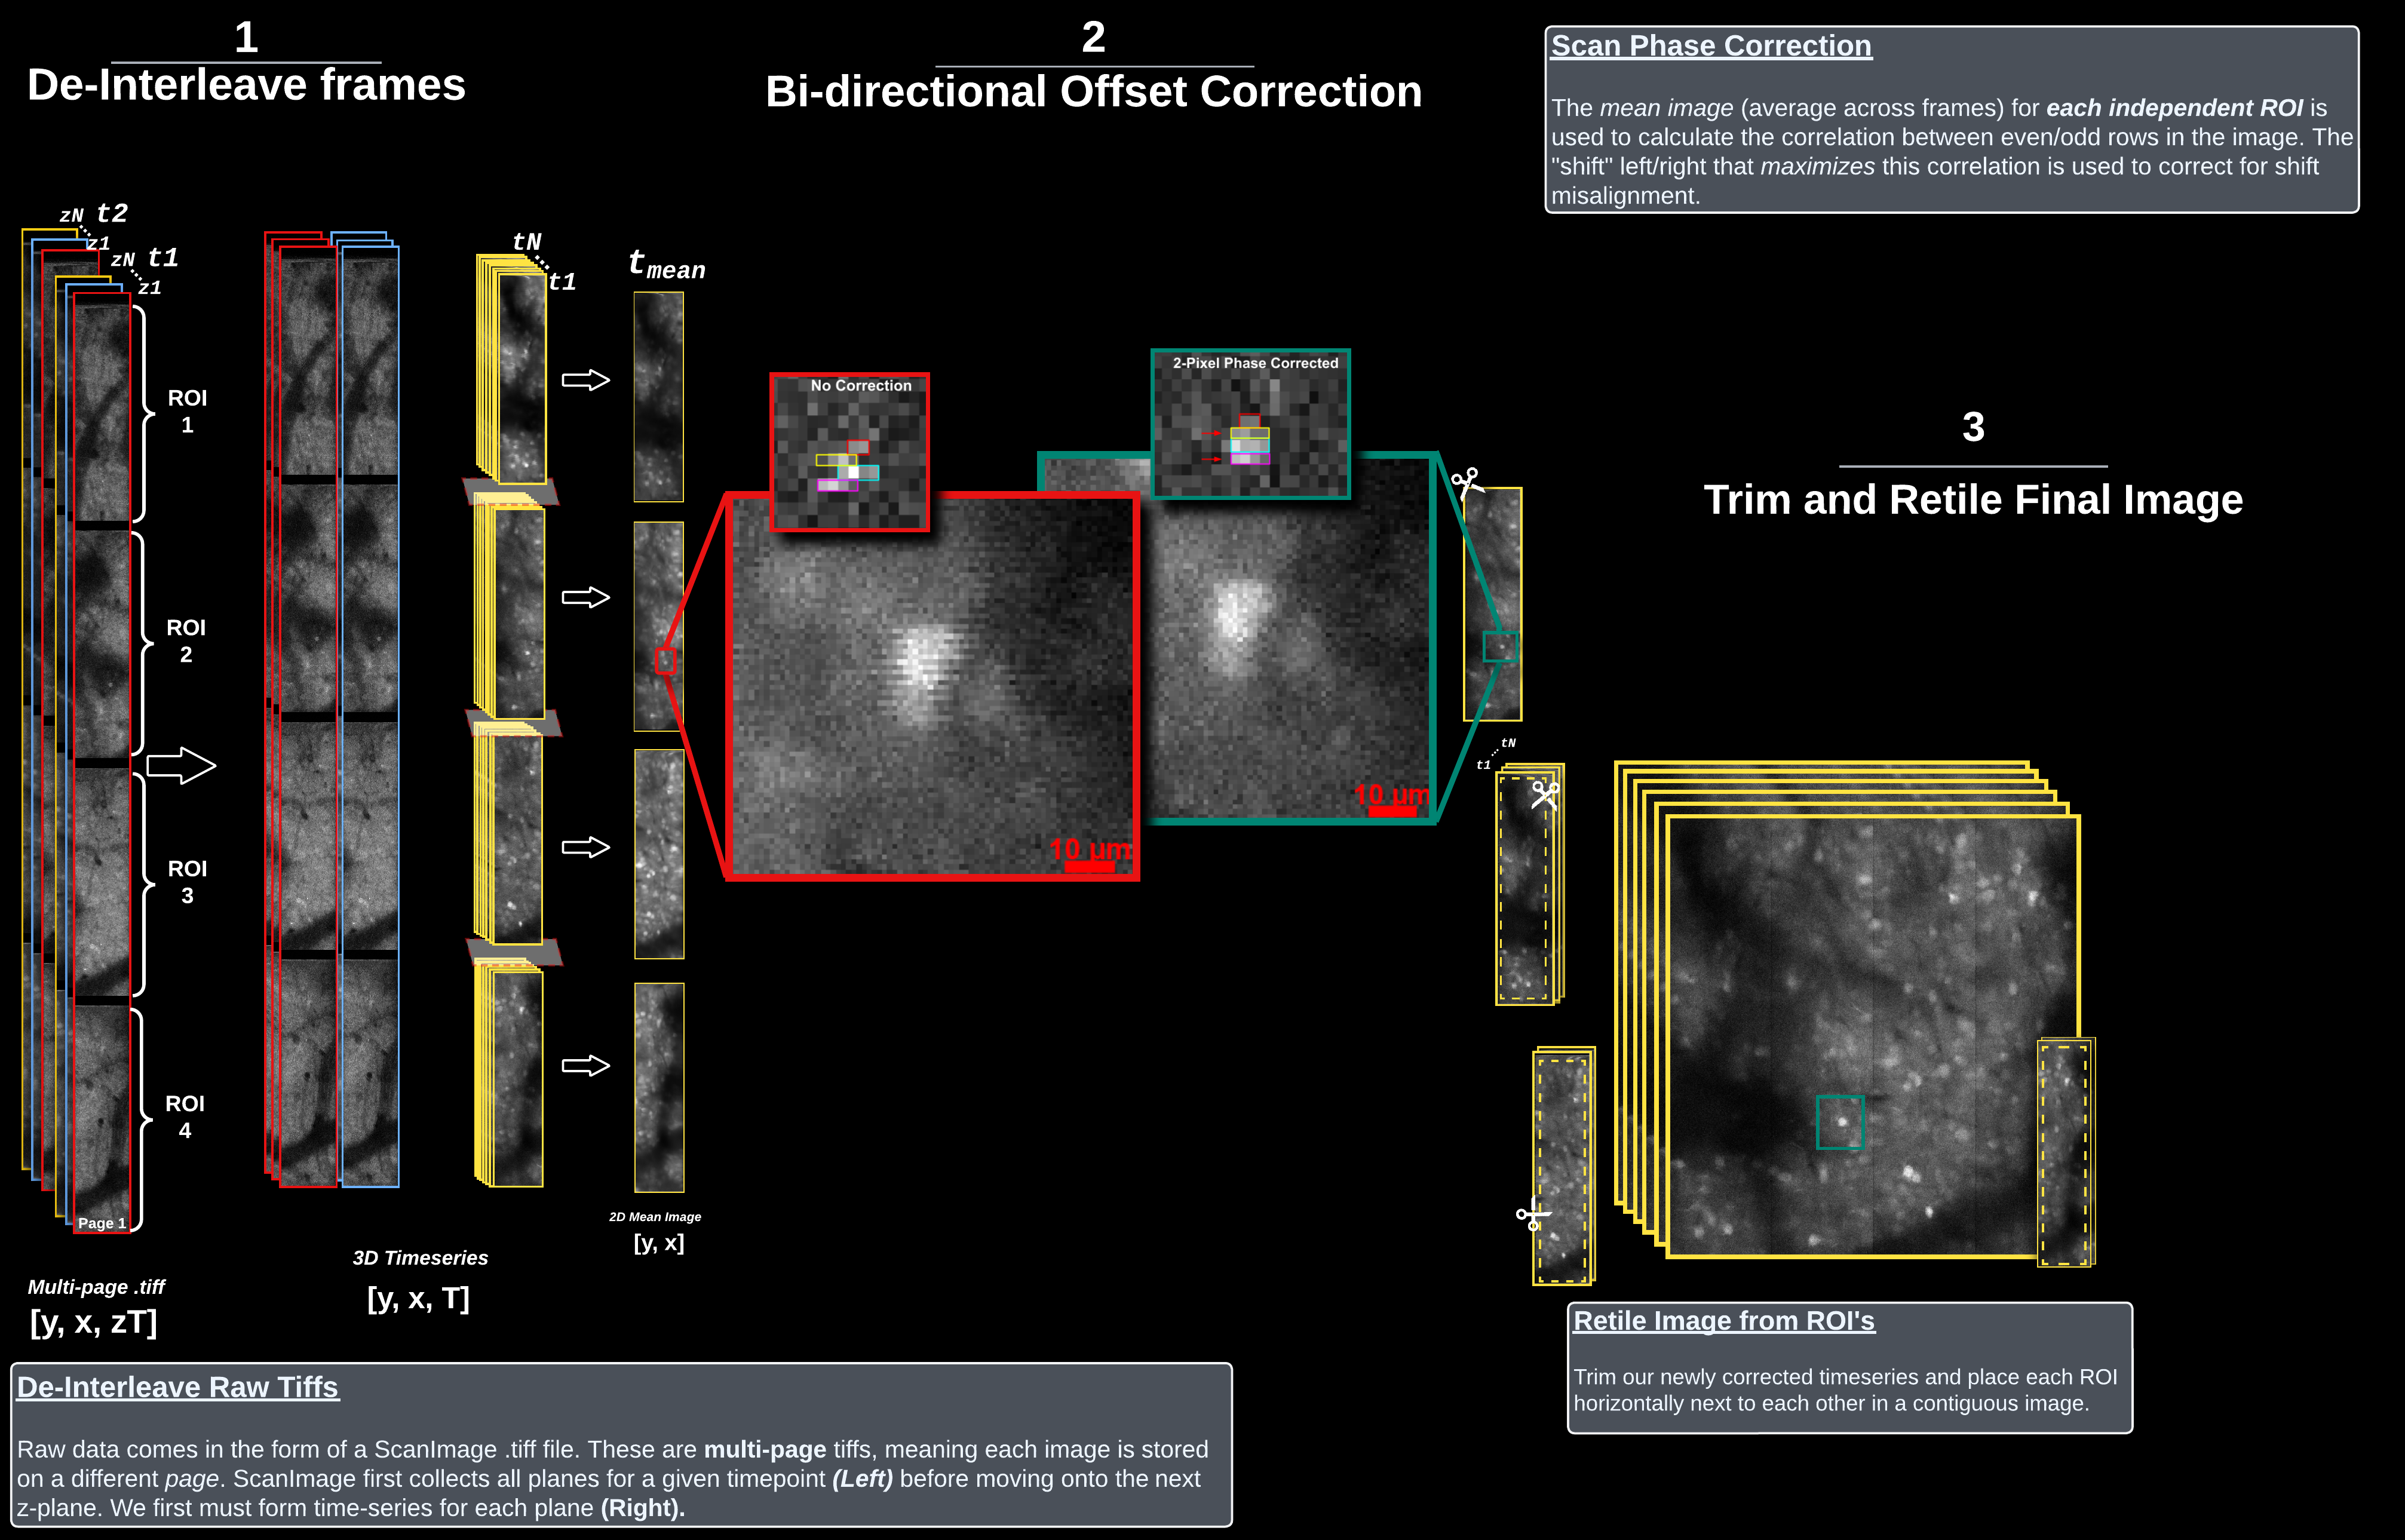 1
De-Interleave frames
2
Bi-directional Offset Correction
Scan Phase Correction
The mean image (average across frames) for each independent ROI is
used to calculate the correlation between even/odd rows in the image. The
"shift" left/right that maximizes this correlation is used to correct for shift
misalignment.
zN t2
z1
zN t1
z1
tN
t1
tmean
No Correction
2-Pixel Phase Corrected
3
Trim and Retile Final Image
ROI
1
ROI
2
ROI
3
ROI
4
10 µm
10 µm
tN
t1
Page 1
Multi-page .tiff
[y, x, zT]
3D Timeseries
[y, x, T]
2D Mean Image
[y, x]
Retile Image from ROI's
Trim our newly corrected timeseries and place each ROI
horizontally next to each other in a contiguous image.
De-Interleave Raw Tiffs
Raw data comes in the form of a ScanImage .tiff file. These are multi-page tiffs, meaning each image is stored
on a different page. ScanImage first collects all planes for a given timepoint (Left) before moving onto the next
z-plane. We first must form time-series for each plane (Right).